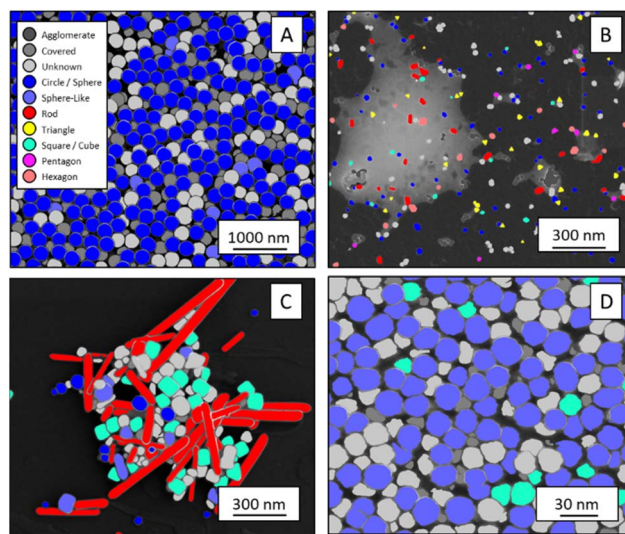 A
Agglomerate
Covered
Unknown
Circle / Sphere
Sphere-Like
Rod
Triangle
Square / Cube
Pentagon
Hexagon
1000 nm
B
300 nm
C
300 nm
D
30 nm